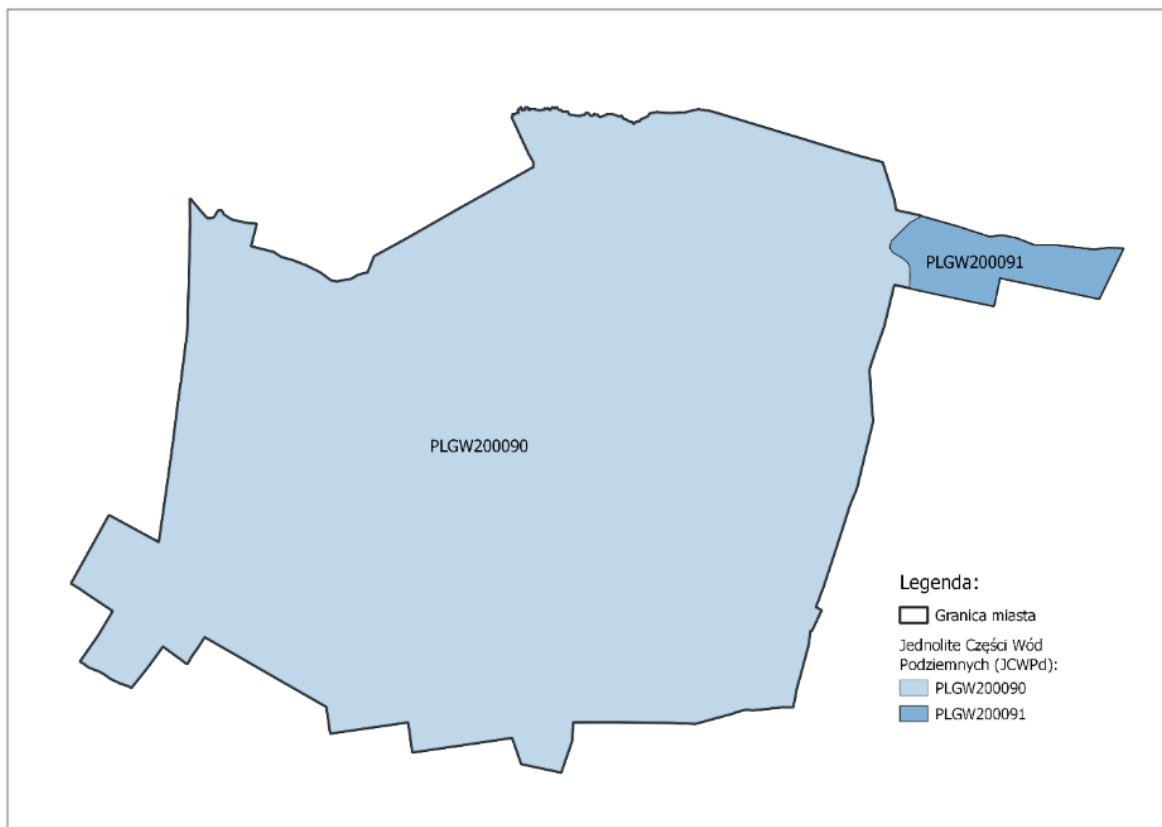 PLGW200091
PLGW200090
Legenda:
Granica miasta
Jednolite Części Wód
Podziemnych (JCWPd):
PLGW200090
PLGW200091